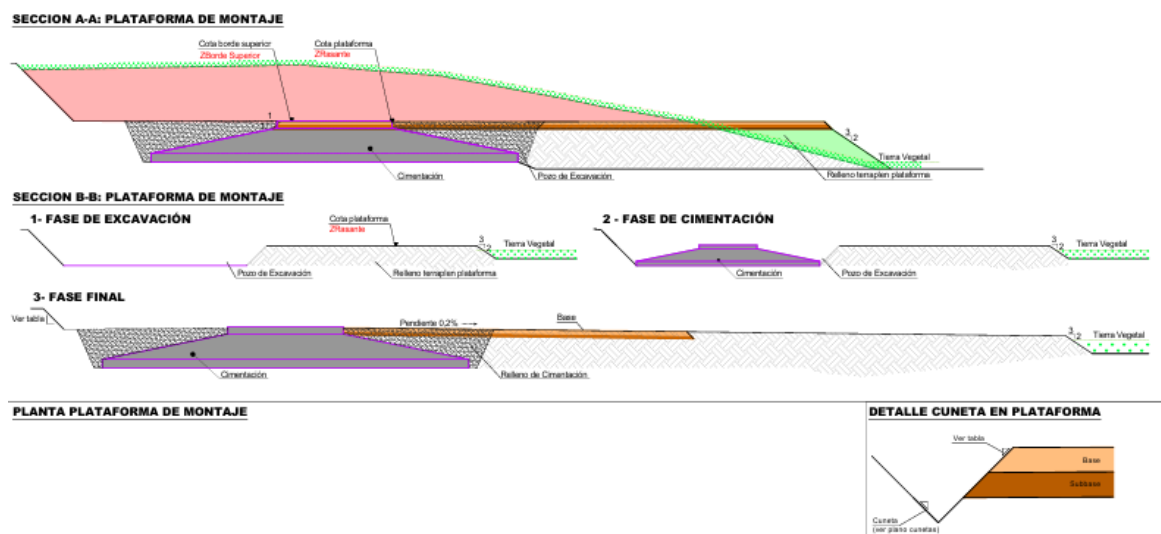 SECCION A-A: PLATAFORMA DE MONTAJE
Cota borde superior
ZBorde Superior
Cota plataforma
ZRasante
1
3
2
Tierra Vegetal
Cimentación
Pozo de Excavación
Relleno terraplen plataforma
SECCION B-B: PLATAFORMA DE MONTAJE
1- FASE DE EXCAVACIÓN
Cota plataforma
ZRasante
3
2
Tierra Vegetal
Pozo de Excavación
Relleno terraplen plataforma
2 - FASE DE CIMENTACIÓN
3
2
Tierra Vegetal
Cimentación
Pozo de Excavación
3- FASE FINAL
Ver tabla
Pendiente 0,2%
Base
3
2
Tierra Vegetal
Cimentación
Relleno de Cimentación
PLANTA PLATAFORMA DE MONTAJE
DETALLE CUNETA EN PLATAFORMA
Ver tabla
Base
Subbase
Cuneta
(ver plano cunetas)